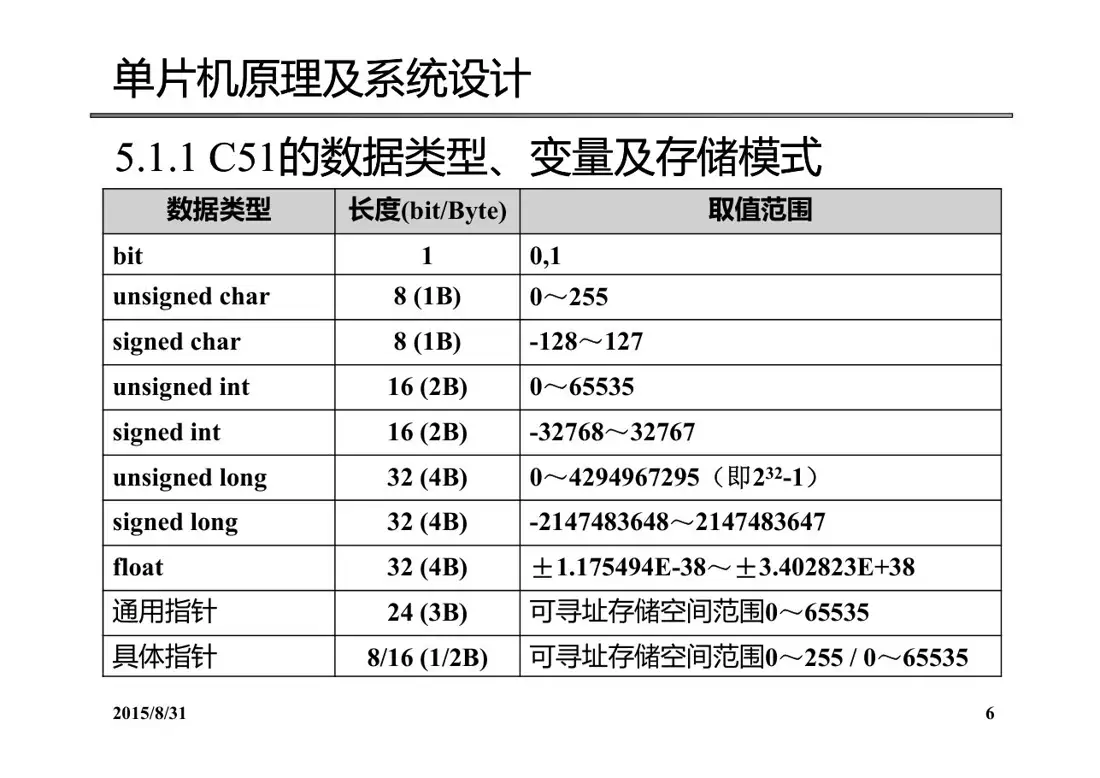 单片机原理及系统设计
5.1.1 C51的数据类型、变量及存储模式
数据类型 长度(bit/Byte) 取值范围
bit 1 0,1
unsigned char 8 (1B) 0～255
signed char 8 (1B) -128～127
unsigned int 16 (2B) 0～65535
signed int 16 (2B) -32768～32767
unsigned long 32 (4B) 0～4294967295（即2³²-1）
signed long 32 (4B) -2147483648～2147483647
float 32 (4B) ±1.175494E-38～±3.402823E+38
通用指针 24 (3B) 可寻址存储空间范围0～65535
具体指针 8/16 (1/2B) 可寻址存储空间范围0～255 / 0～65535
2015/8/31 6